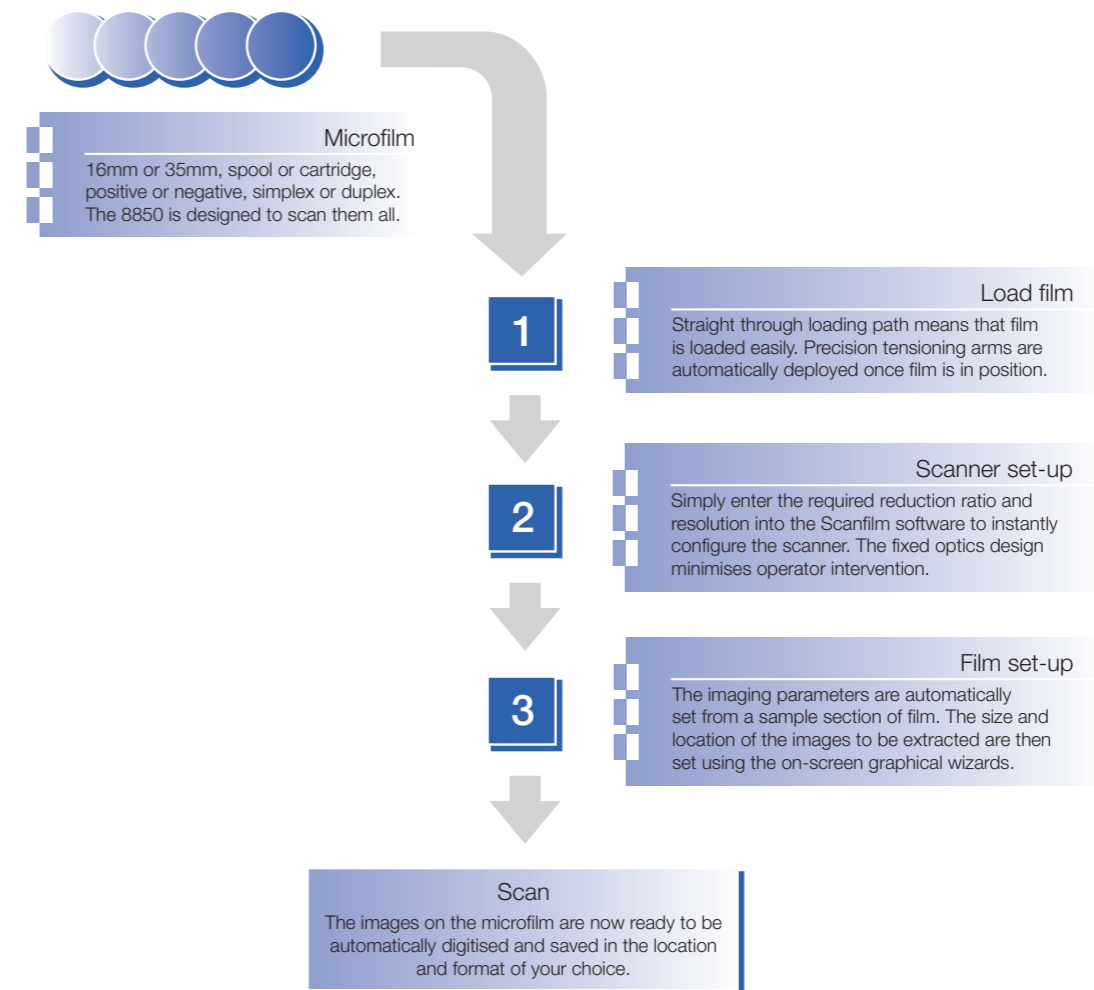 Microfilm
16mm or 35mm, spool or cartridge,
positive or negative, simplex or duplex.
The 8850 is designed to scan them all.
1
Load film
Straight through loading path means that film
is loaded easily. Precision tensioning arms are
automatically deployed once film is in position.
2
Scanner set-up
Simply enter the required reduction ratio and
resolution into the Scanfilm software to instantly
configure the scanner. The fixed optics design
minimises operator intervention.
3
Film set-up
The imaging parameters are automatically
set from a sample section of film. The size and
location of the images to be extracted are then
set using the on-screen graphical wizards.
Scan
The images on the microfilm are now ready to be
automatically digitised and saved in the location
and format of your choice.